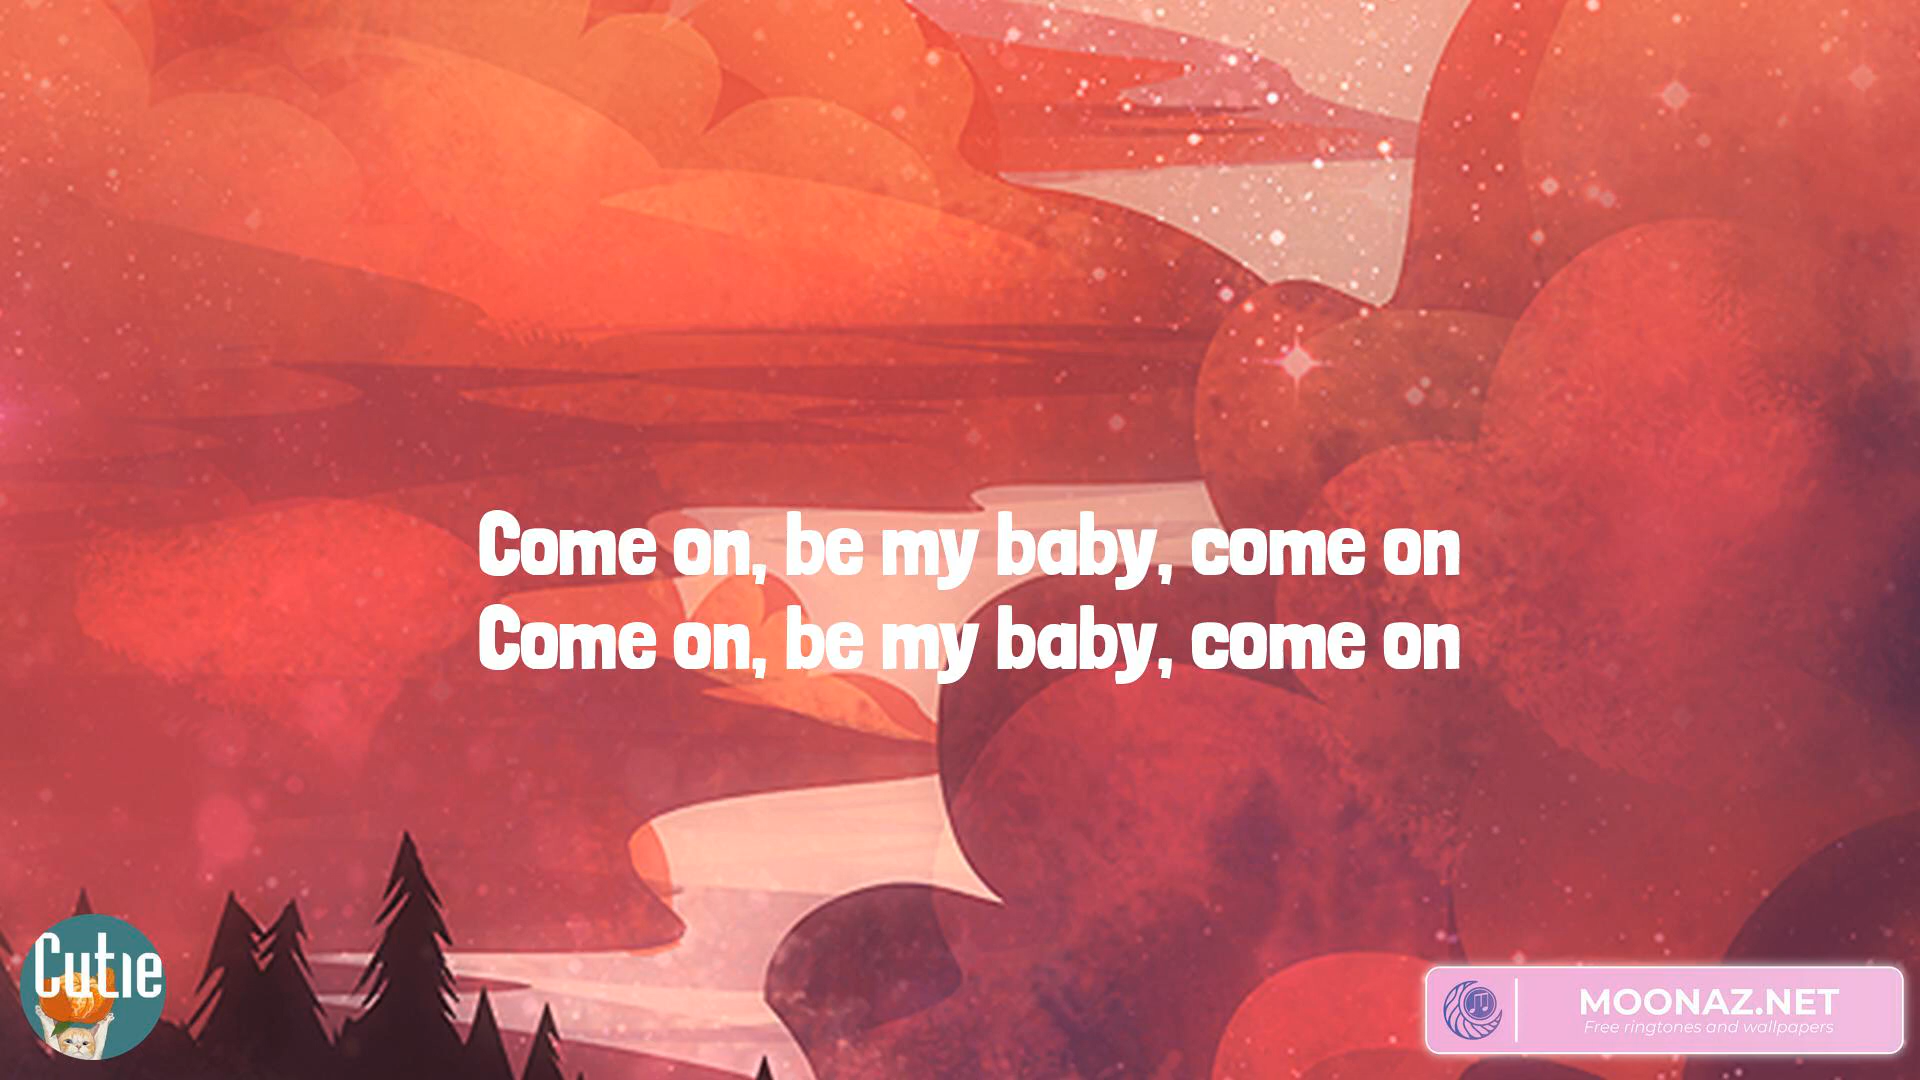 Come on, be my baby, come on
Come on, be my baby, come on
Cutie
MOONAZ.NET
Free ringtones and wallpapers